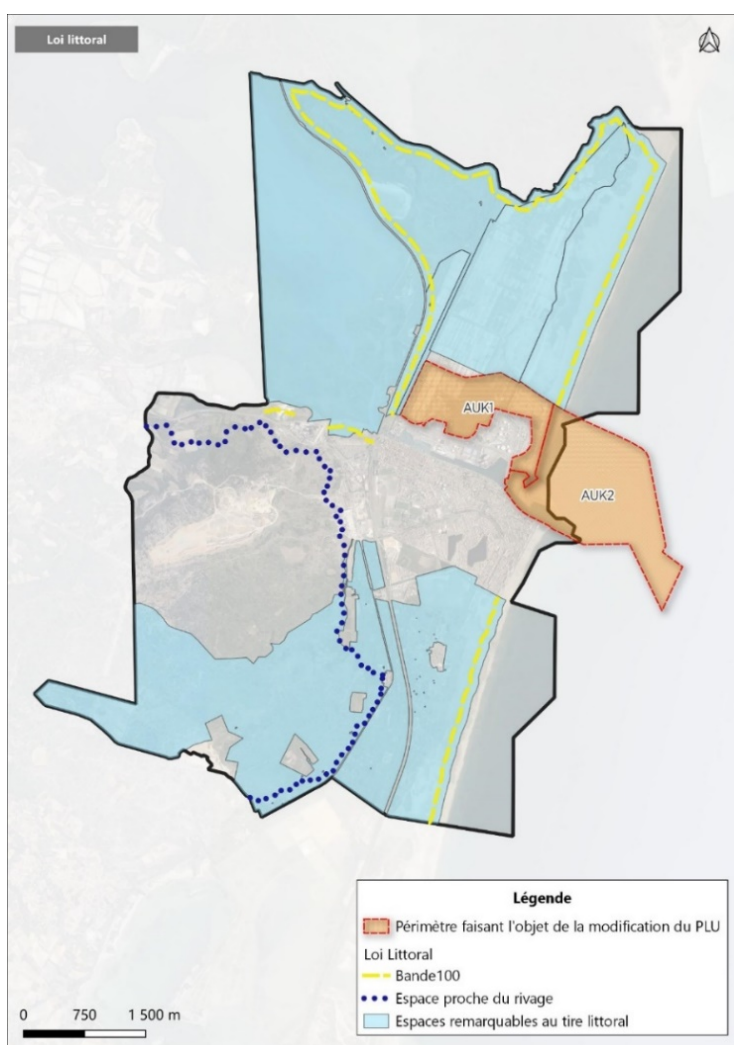 Loi littoral
AUK1
AUK2
Légende
Périmètre faisant l'objet de la modification du PLU
Loi Littoral
Bande100
Espace proche du rivage
Espaces remarquables au tire littoral
0 750 1 500 m